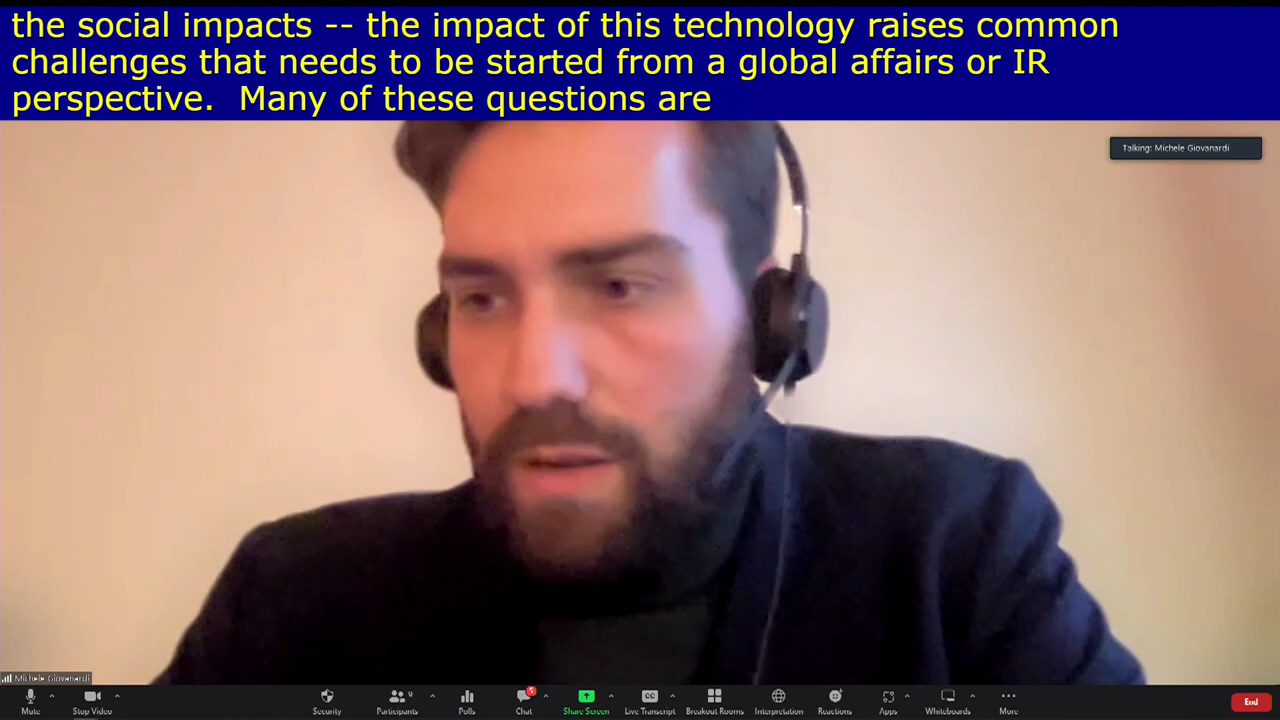 the social impacts -- the impact of this technology raises common
challenges that needs to be started from a global affairs or IR
perspective.  Many of these questions are
Talking: Michele Giovanardi
Michele Giovanardi
Mute
Stop Video
Security
Participants
9
Polls
Chat
5
Share Screen
Live Transcript
Breakout Rooms
Interpretation
Reactions
Apps
Whiteboards
More
End